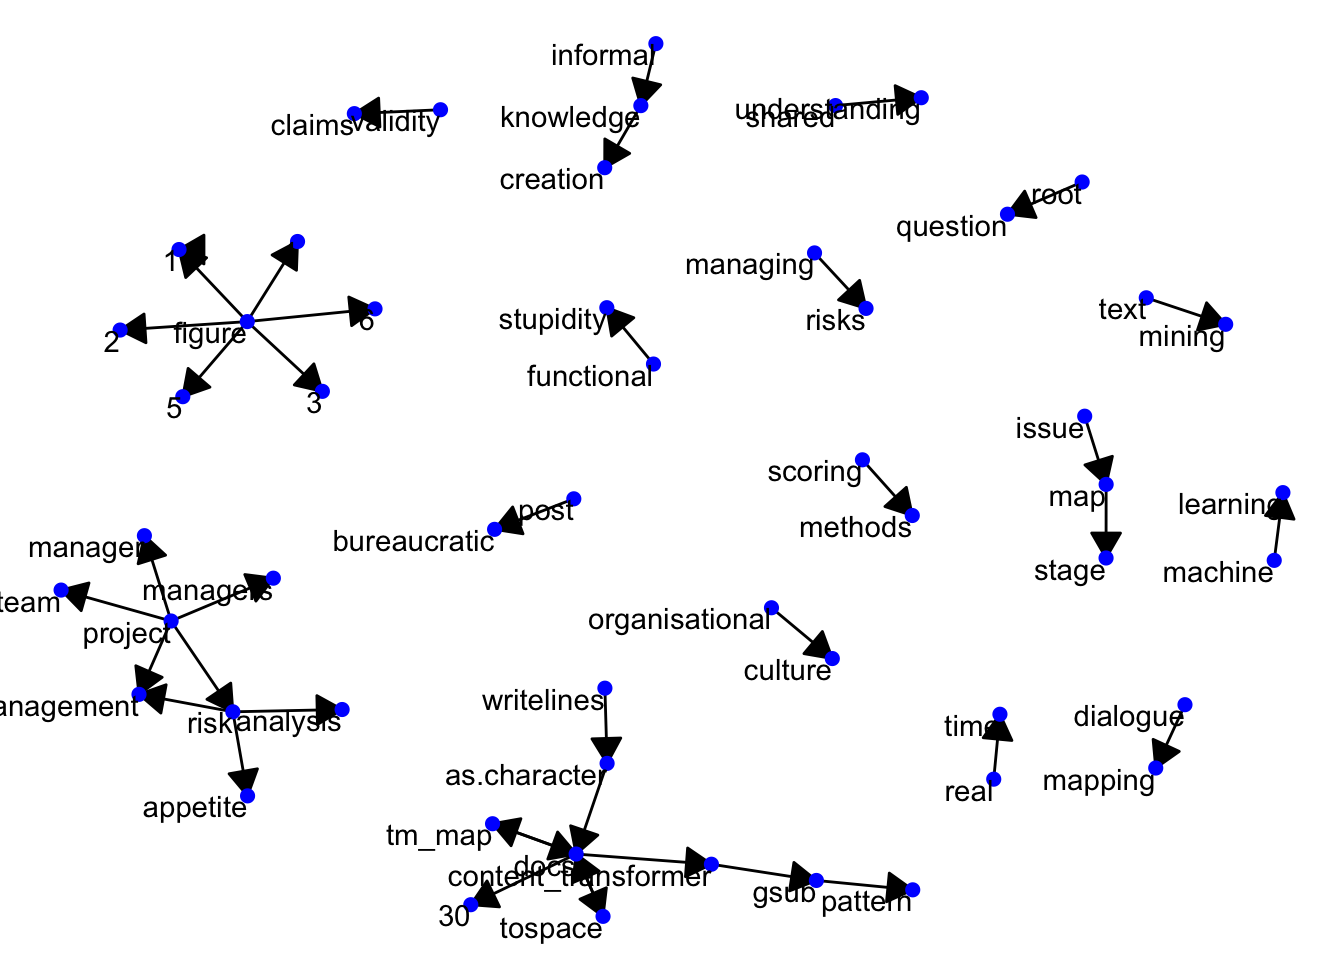 informal
claims
validity
knowledge
shared
understanding
creation
root
question
1
managing
text
mining
2
figure
6
stupidity
risks
functional
5
3
issue
scoring
map
learning
bureaucratic
post
methods
manager
managers
stage
machine
team
project
organisational
culture
anagement
risk
analysis
writelines
time
dialogue
as.character
real
mapping
appetite
tm_map
docs
content_transformer
gsub
pattern
30
tospace